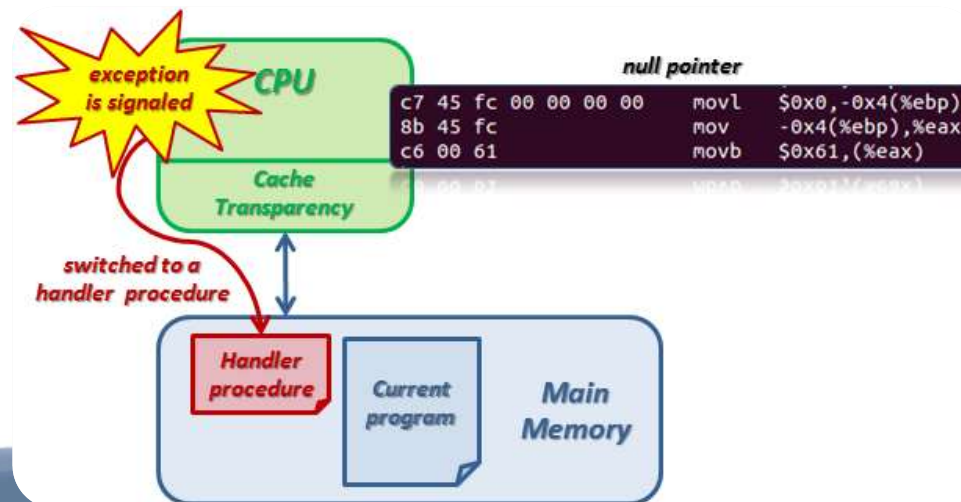 exception
is signaled
CPU
null pointer
c7 45 fc 00 00 00 00 movl $0x0,-0x4(%ebp)
8b 45 fc mov -0x4(%ebp),%eax
c6 00 61 movb $0x61,(%eax)
Cache
Transparency
switched to a
handler procedure
Handler
procedure
Current
program
Main
Memory